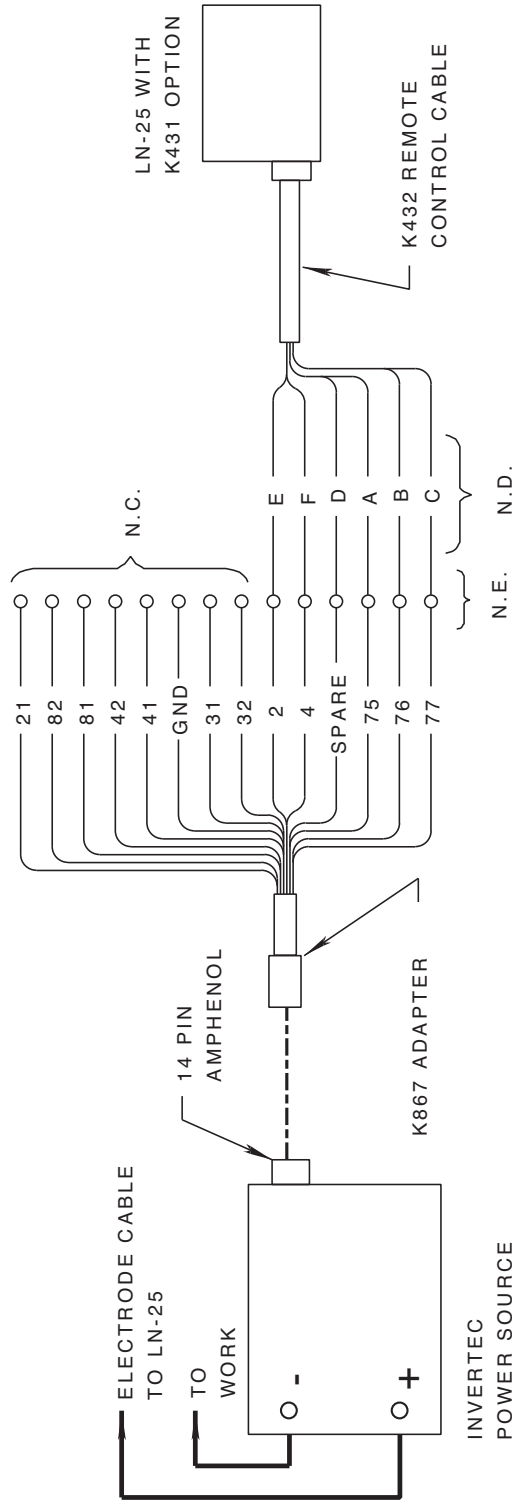 ELECTRODE CABLE
TO LN-25
TO
WORK
-
+
INVERTEC
POWER SOURCE
14 PIN
AMPHENOL
K867 ADAPTER
21
82
81
42
41
GND
31
32
2
4
SPARE
75
76
77
N.C.
E
F
D
A
B
C
N.E.
N.D.
LN-25 WITH
K431 OPTION
K432 REMOTE
CONTROL CABLE